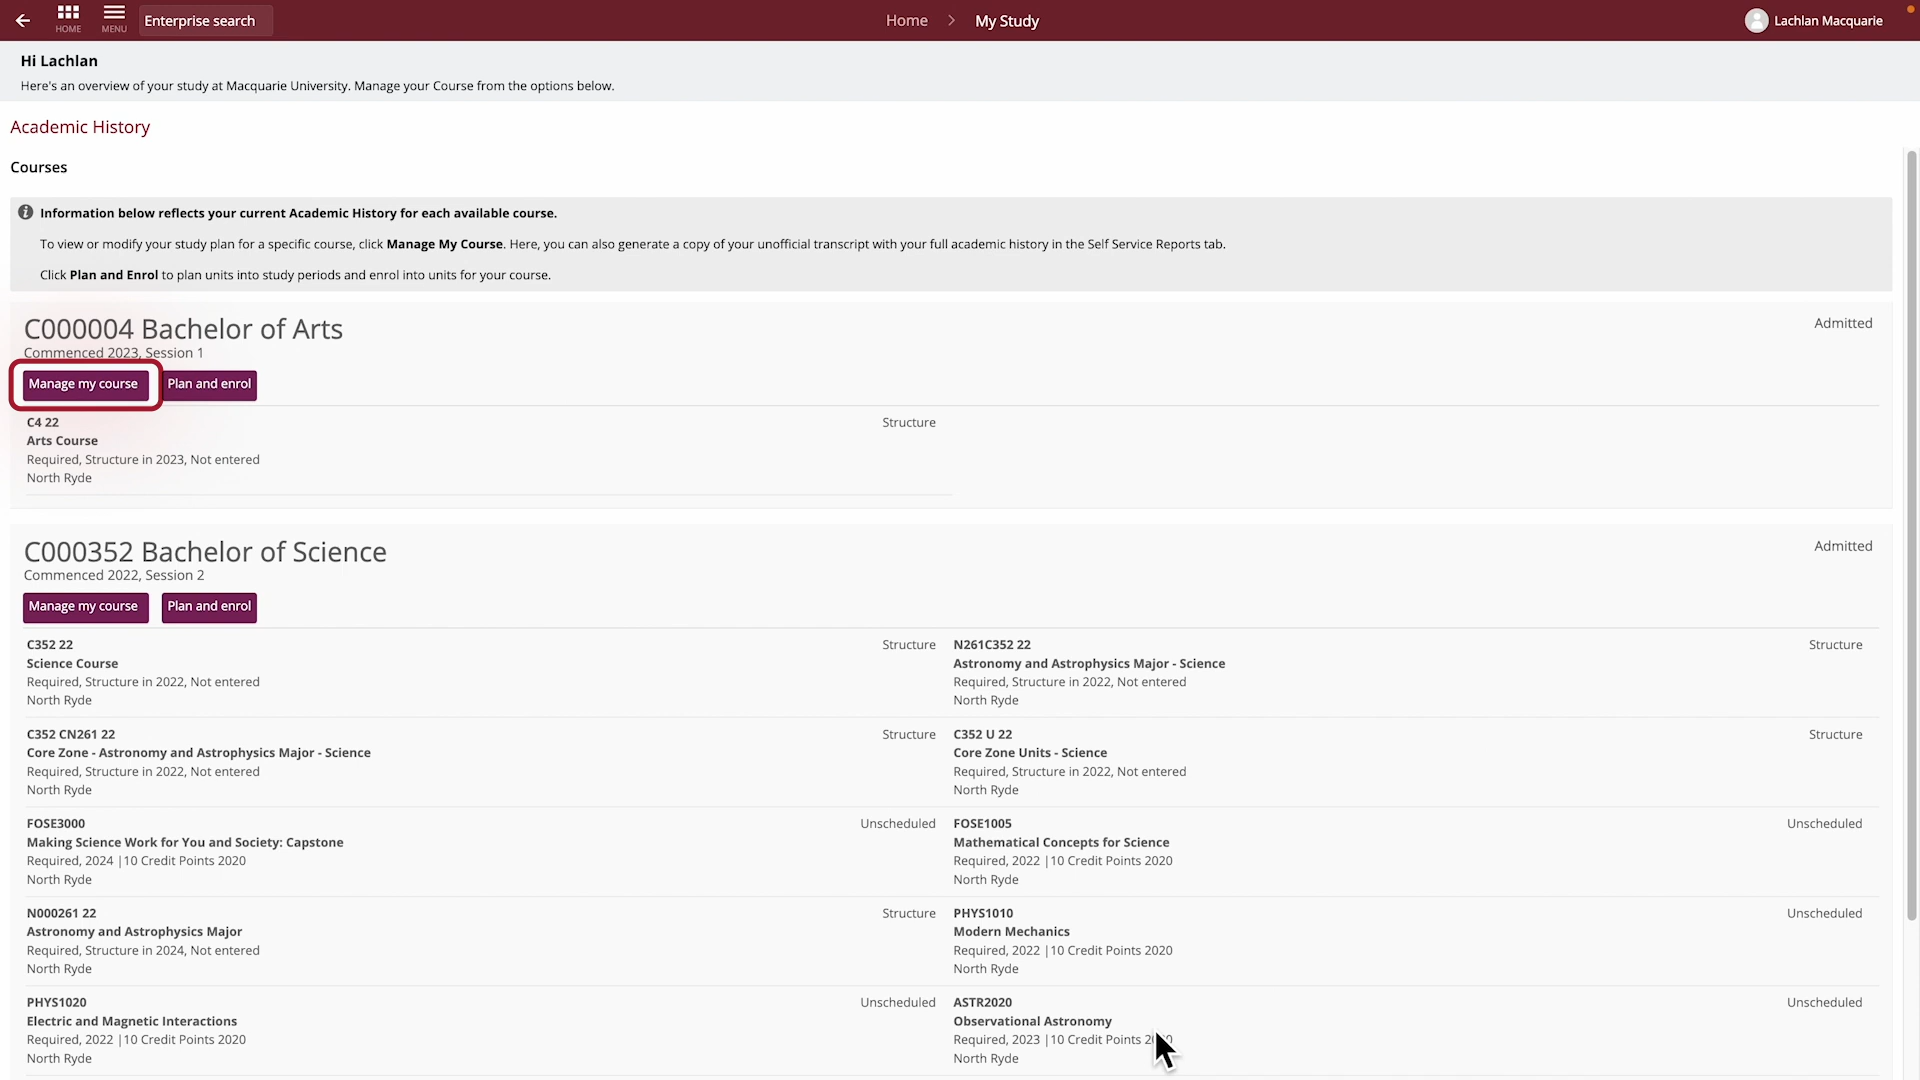 HOME
MENU
Enterprise search
Home > My Study
Lachlan Macquarie
Hi Lachlan
Here's an overview of your study at Macquarie University. Manage your Course from the options below.
Academic History
Courses
Information below reflects your current Academic History for each available course.
To view or modify your study plan for a specific course, click Manage My Course. Here, you can also generate a copy of your unofficial transcript with your full academic history in the Self Service Reports tab.
Click Plan and Enrol to plan units into study periods and enrol into units for your course.
C000004 Bachelor of Arts
Admitted
Commenced 2023, Session 1
Manage my course
Plan and enrol
C4 22
Structure
Arts Course
Required, Structure in 2023, Not entered
North Ryde
C000352 Bachelor of Science
Admitted
Commenced 2022, Session 2
Manage my course
Plan and enrol
C352 22
Structure
Science Course
Required, Structure in 2022, Not entered
North Ryde
N261C352 22
Structure
Astronomy and Astrophysics Major - Science
Required, Structure in 2022, Not entered
North Ryde
C352 CN261 22
Structure
Core Zone - Astronomy and Astrophysics Major - Science
Required, Structure in 2022, Not entered
North Ryde
C352 U 22
Structure
Core Zone Units - Science
Required, Structure in 2022, Not entered
North Ryde
FOSE3000
Unscheduled
Making Science Work for You and Society: Capstone
Required, 2024 |10 Credit Points 2020
North Ryde
FOSE1005
Unscheduled
Mathematical Concepts for Science
Required, 2022 |10 Credit Points 2020
North Ryde
N000261 22
Structure
Astronomy and Astrophysics Major
Required, Structure in 2024, Not entered
North Ryde
PHYS1010
Unscheduled
Modern Mechanics
Required, 2022 |10 Credit Points 2020
North Ryde
PHYS1020
Unscheduled
Electric and Magnetic Interactions
Required, 2022 |10 Credit Points 2020
North Ryde
ASTR2020
Unscheduled
Observational Astronomy
Required, 2023 |10 Credit Points
North Ryde